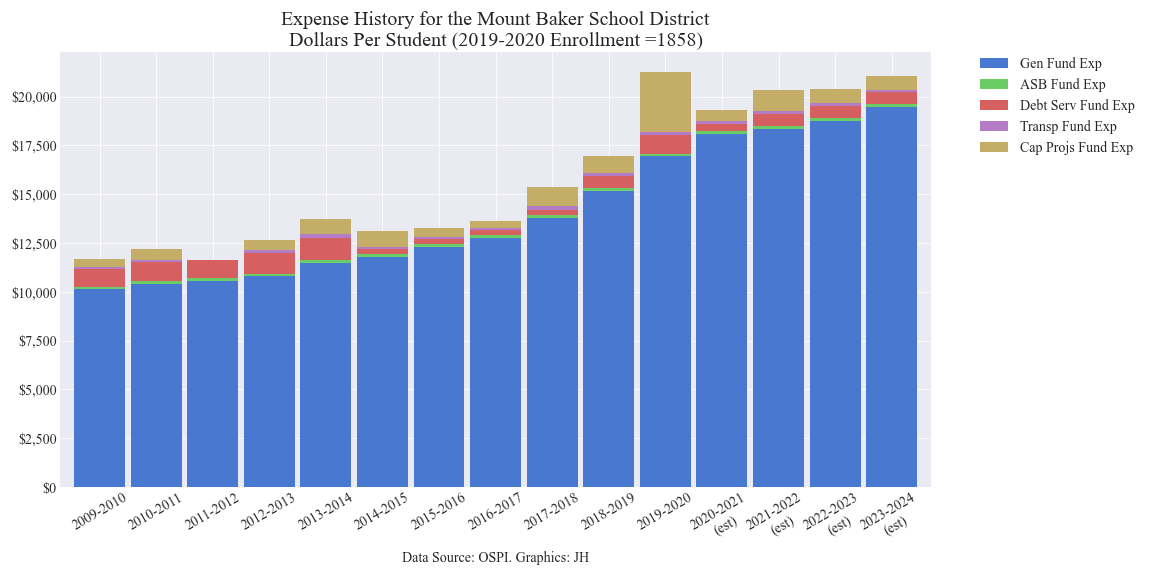 Expense History for the Mount Baker School District
Dollars Per Student (2019-2020 Enrollment =1858)
Gen Fund Exp
ASB Fund Exp
Debt Serv Fund Exp
Transp Fund Exp
Cap Projs Fund Exp
$20,000
$17,500
$15,000
$12,500
$10,000
$7,500
$5,000
$2,500
$0
2009-2010
2010-2011
2011-2012
2012-2013
2013-2014
2014-2015
2015-2016
2016-2017
2017-2018
2018-2019
2019-2020
2020-2021
(est)
2021-2022
(est)
2022-2023
(est)
2023-2024
(est)
Data Source: OSPI. Graphics: JH